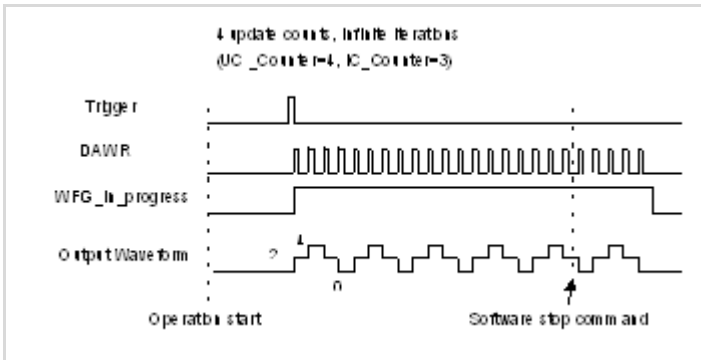 4 update counts, infinite iterations
(UC_Counter=4, IC_Counter=3)
Trigger
DAWR
WFG_in_progress
Output Waveform
2
4
0
Operation start
Software stop command